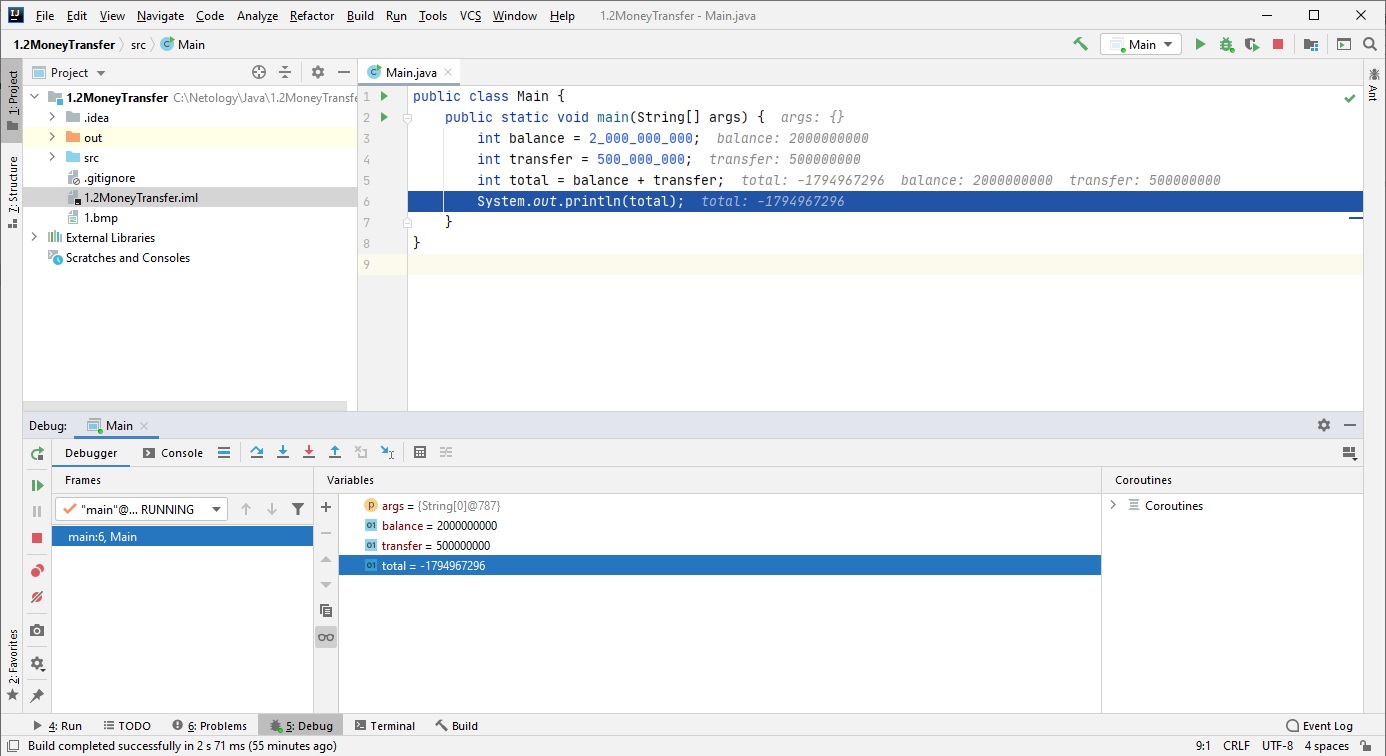 File Edit View Navigate Code Analyze Refactor Build Run Tools VCS Window Help 1.2MoneyTransfer - Main.java
1.2MoneyTransfer src Main Main
1: Project
7: Structure
2: Favorites
Project
1.2MoneyTransfer C:\Netology\Java\1.2MoneyTransfe
.idea
out
src
.gitignore
1.2MoneyTransfer.iml
1.bmp
External Libraries
Scratches and Consoles
Main.java
1 public class Main {
2 public static void main(String[] args) { args: {}
3 int balance = 2_000_000_000; balance: 2000000000
4 int transfer = 500_000_000; transfer: 500000000
5 int total = balance + transfer; total: -1794967296 balance: 2000000000 transfer: 500000000
6 System.out.println(total); total: -1794967296
7 }
8 }
9
Ant
Debug: Main
Debugger Console
Frames
"main"@... RUNNING
main:6, Main
Variables
args = {String[0]@787}
balance = 2000000000
transfer = 500000000
total = -1794967296
Coroutines
Coroutines
4: Run TODO 6: Problems 5: Debug Terminal Build Event Log
Build completed successfully in 2 s 71 ms (55 minutes ago) 9:1 CRLF UTF-8 4 spaces